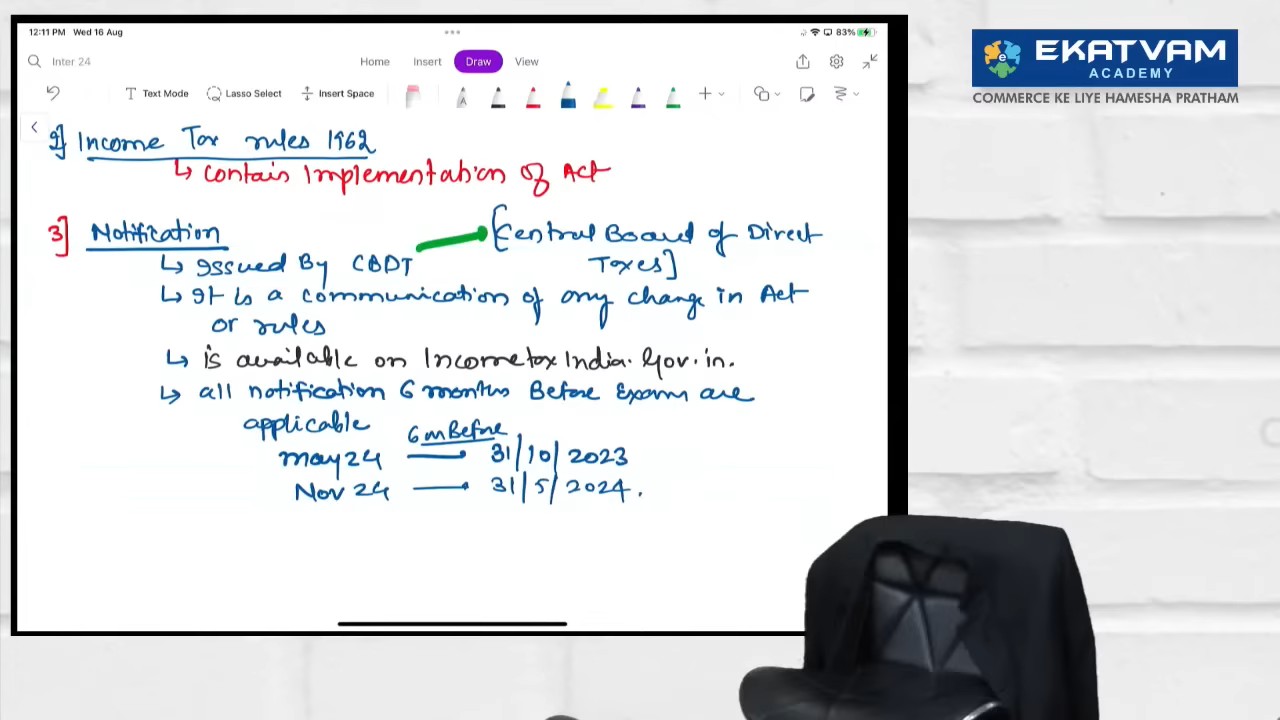 12:11 PM Wed 16 Aug
83%
Inter 24
Home Insert Draw View
Text Mode Lasso Select Insert Space
EKATVAM
ACADEMY
COMMERCE KE LIYE HAMESHA PRATHAM
2] Income Tax rules 1962
↳ contain Implementation of Act
3] Notification
↳ Issued By CBDT
[Central Board of Direct
Taxes]
↳ It is a communication of any change in Act
or rules
↳ is available on IncometaxIndia.Gov.in.
↳ all notification 6 months Before Exam are
applicable
6 m Before
may 24 → 31/10/2023
Nov 24 → 31/5/2024.